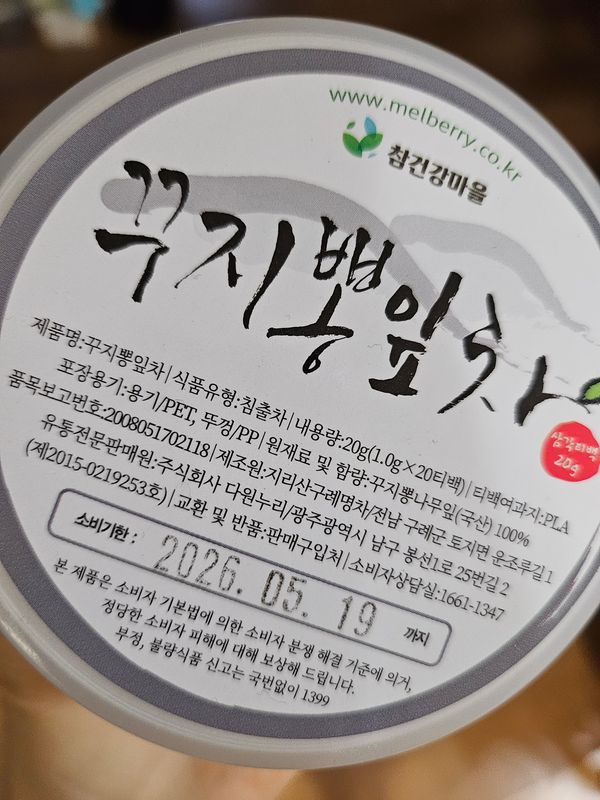 www.melberry.co.kr
참건강마을
꾸지뽕잎차
삼각티백
20g
제품명:꾸지뽕잎차 | 식품유형:침출차 | 내용량:20g(1.0g×20티백) | 티백여과지:PLA
포장용기:용기/PET, 뚜껑/PP | 원재료 및 함량:꾸지뽕나무잎(국산) 100%
품목보고번호:2008051702118 | 제조원:지리산구례명차/전남 구례군 토지면 운조루길 1
유통전문판매원:주식회사 다원누리/광주광역시 남구 봉선1로 25번길 2
(제2015-0219253호) | 교환 및 반품:판매구입처 | 소비자상담실:1661-1347
소비기한 : 2026. 05. 19 까지
본 제품은 소비자 기본법에 의한 소비자 분쟁 해결 기준에 의거,
정당한 소비자 피해에 대해 보상해 드립니다.
부정, 불량식품 신고는 국번없이 1399